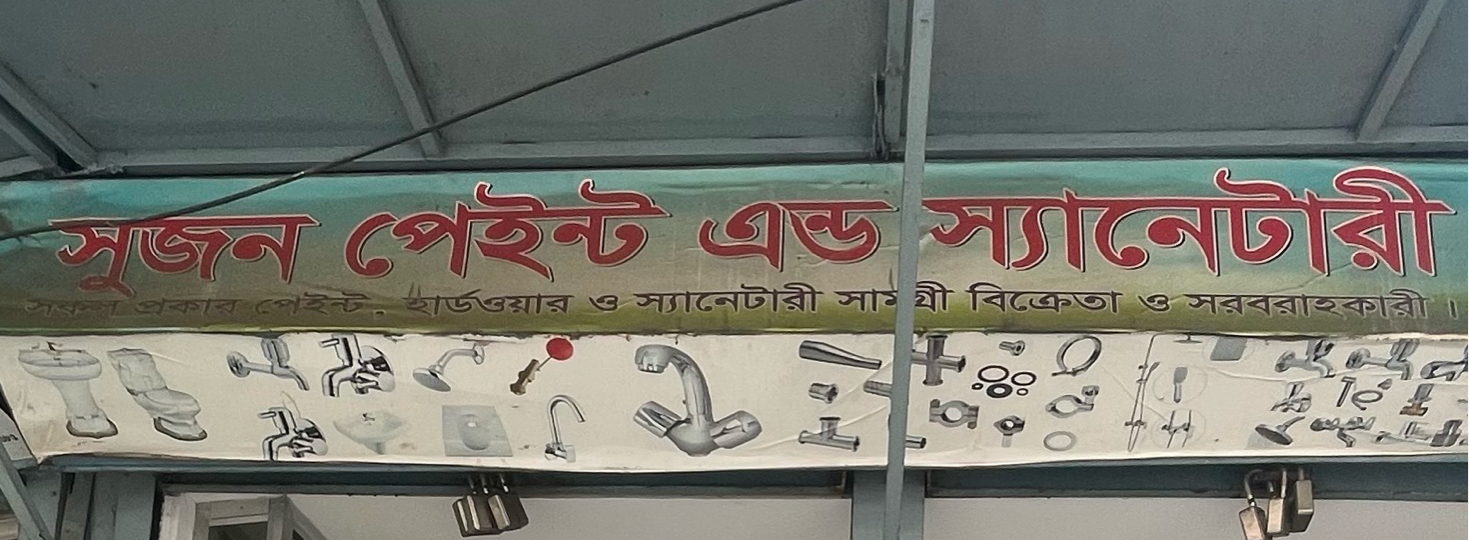 সুজন পেইন্ট এন্ড স্যানেটারী
সকল প্রকার পেইন্ট, হার্ডওয়ার ও স্যানেটারী সামগ্রী বিক্রেতা ও সরবরাহকারী ।